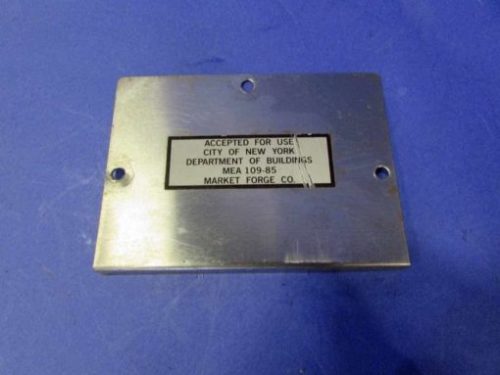 ACCEPTED FOR USE
CITY OF NEW YORK
DEPARTMENT OF BUILDINGS
MEA 109-85
MARKET FORGE CO.